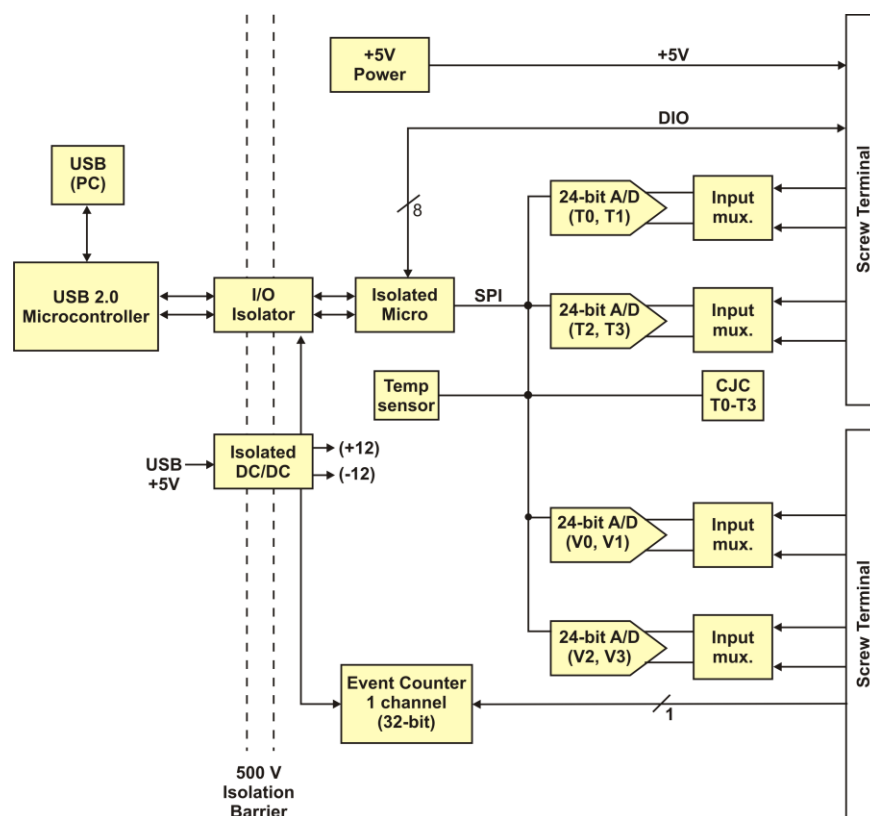 +5V
Power
+5V
DIO
USB
(PC)
8
24-bit A/D
(T0, T1)
Input
mux.
Screw Terminal
USB 2.0
Microcontroller
I/O
Isolator
Isolated
Micro
SPI
24-bit A/D
(T2, T3)
Input
mux.
Temp
sensor
CJC
T0-T3
USB
+5V
Isolated
DC/DC
(+12)
(-12)
24-bit A/D
(V0, V1)
Input
mux.
Screw Terminal
24-bit A/D
(V2, V3)
Input
mux.
Event Counter
1 channel
(32-bit)
1
500 V
Isolation
Barrier